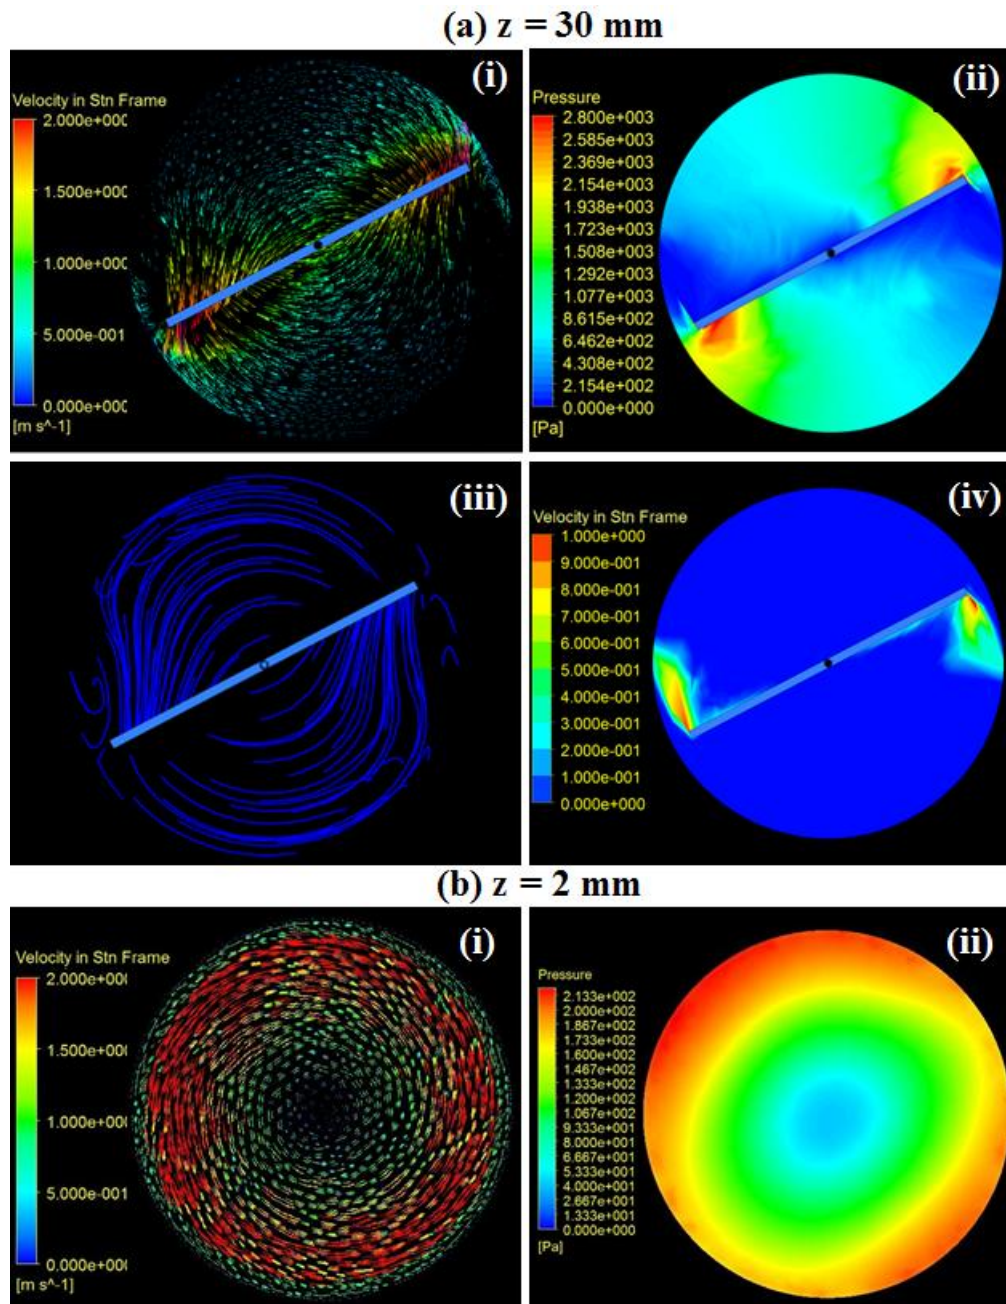 (a) z = 30 mm
(i)
Velocity in Stn Frame
2.000e+000
1.500e+000
1.000e+000
5.000e-001
0.000e+000
[m s^-1]
(ii)
Pressure
2.800e+003
2.585e+003
2.369e+003
2.154e+003
1.938e+003
1.723e+003
1.508e+003
1.292e+003
1.077e+003
8.615e+002
6.462e+002
4.308e+002
2.154e+002
0.000e+000
[Pa]
(iii)
(iv)
Velocity in Stn Frame
1.000e+000
9.000e-001
8.000e-001
7.000e-001
6.000e-001
5.000e-001
4.000e-001
3.000e-001
2.000e-001
1.000e-001
0.000e+000
(b) z = 2 mm
(i)
Velocity in Stn Frame
2.000e+000
1.500e+000
1.000e+000
5.000e-001
0.000e+000
[m s^-1]
(ii)
Pressure
2.133e+002
2.000e+002
1.867e+002
1.733e+002
1.600e+002
1.467e+002
1.333e+002
1.200e+002
1.067e+002
9.333e+001
8.000e+001
6.667e+001
5.333e+001
4.000e+001
2.667e+001
1.333e+001
0.000e+000
[Pa]